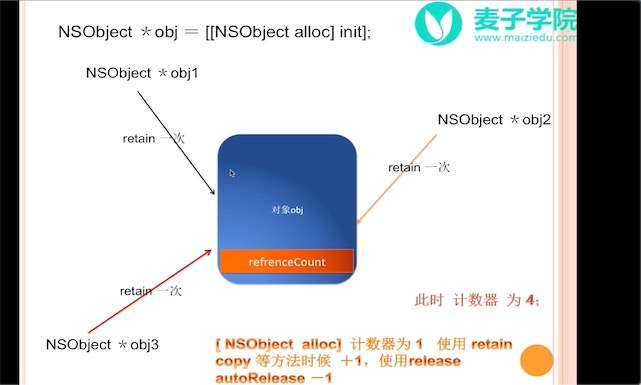 NSObject ＊obj ＝ [[NSObject alloc] init];
麦子学院
www.maiziedu.com
NSObject ＊obj1
NSObject ＊obj2
retain 一次
retain 一次
对象obj
refrenceCount
retain 一次
此时 计数器 为 4;
NSObject ＊obj3
[ NSObject alloc] 计数器为 1 使用 retain
copy 等方法时候 ＋1，使用release
autoRelease －1